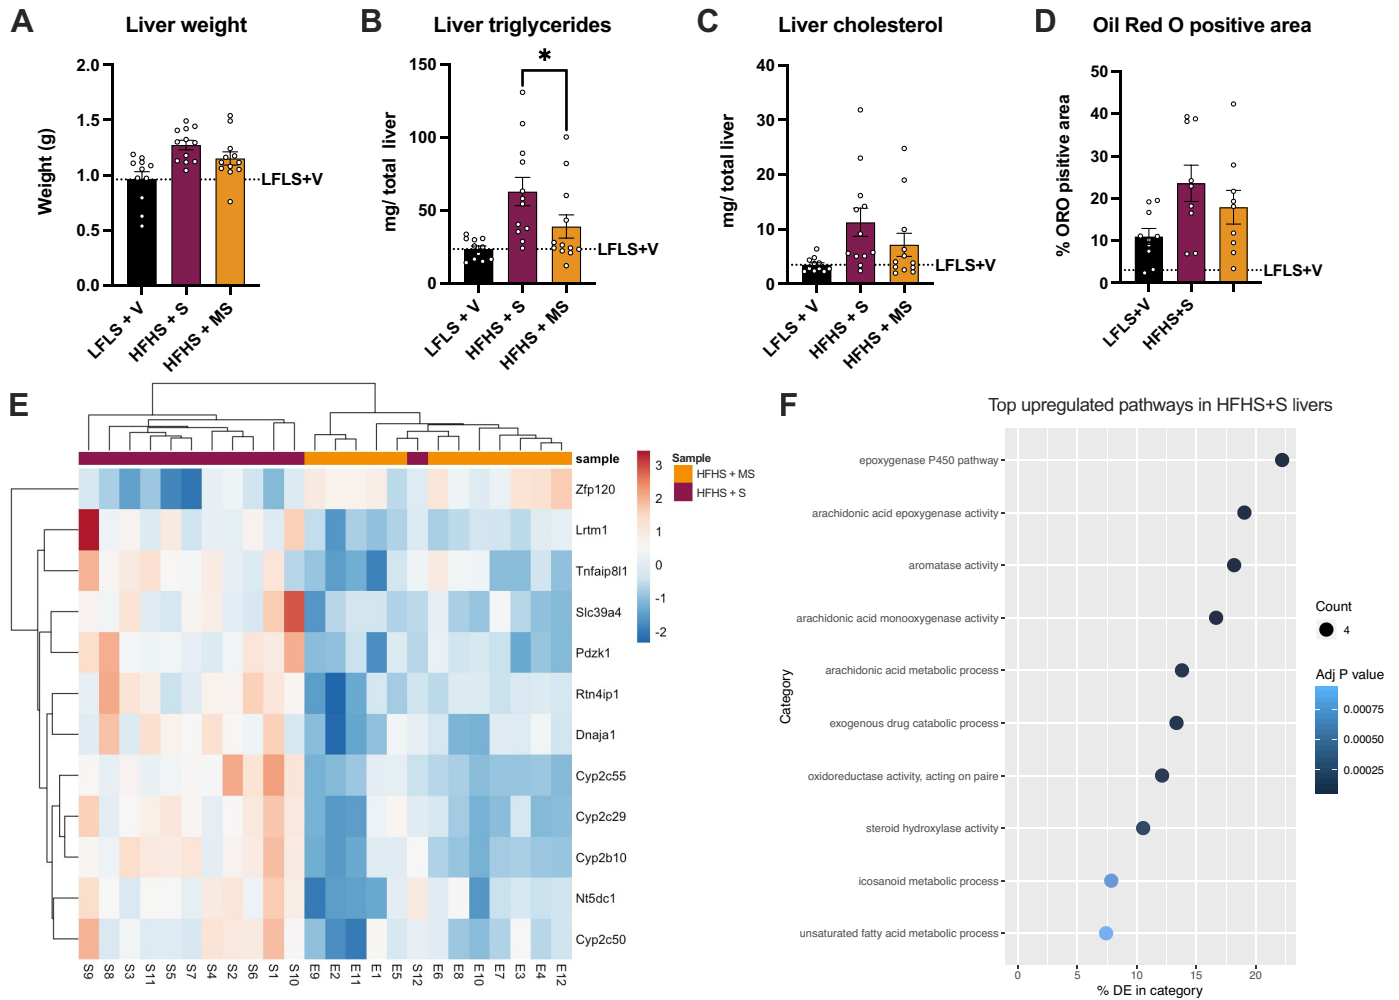 A
Liver weight
Weight (g)
2.0
1.5
1.0
0.5
0.0
LFLS+V
LFLS + V
HFHS + S
HFHS + MS
B
Liver triglycerides
mg/ total liver
150
100
50
0
*
LFLS+V
LFLS + V
HFHS + S
HFHS + MS
C
Liver cholesterol
mg/ total liver
40
30
20
10
0
LFLS+V
LFLS + V
HFHS + S
HFHS + MS
D
Oil Red O positive area
% ORO pisitive area
50
40
30
20
10
0
LFLS+V
LFLS+V
HFHS+S
E
sample
Zfp120
Lrtm1
Tnfaip8l1
Slc39a4
Pdzk1
Rtn4ip1
Dnaja1
Cyp2c55
Cyp2c29
Cyp2b10
Nt5dc1
Cyp2c50
S9
S8
S3
S11
S5
S7
S4
S2
S6
S1
S10
E9
E2
E11
E1
E5
S12
E6
E8
E10
E7
E3
E4
E12
3
2
1
0
-1
-2
Sample
HFHS + MS
HFHS + S
F
Top upregulated pathways in HFHS+S livers
Category
epoxygenase P450 pathway
arachidonic acid epoxygenase activity
aromatase activity
arachidonic acid monooxygenase activity
arachidonic acid metabolic process
exogenous drug catabolic process
oxidoreductase activity, acting on paire
steroid hydroxylase activity
icosanoid metabolic process
unsaturated fatty acid metabolic process
0
5
10
15
20
% DE in category
Count
4
Adj P value
0.00075
0.00050
0.00025